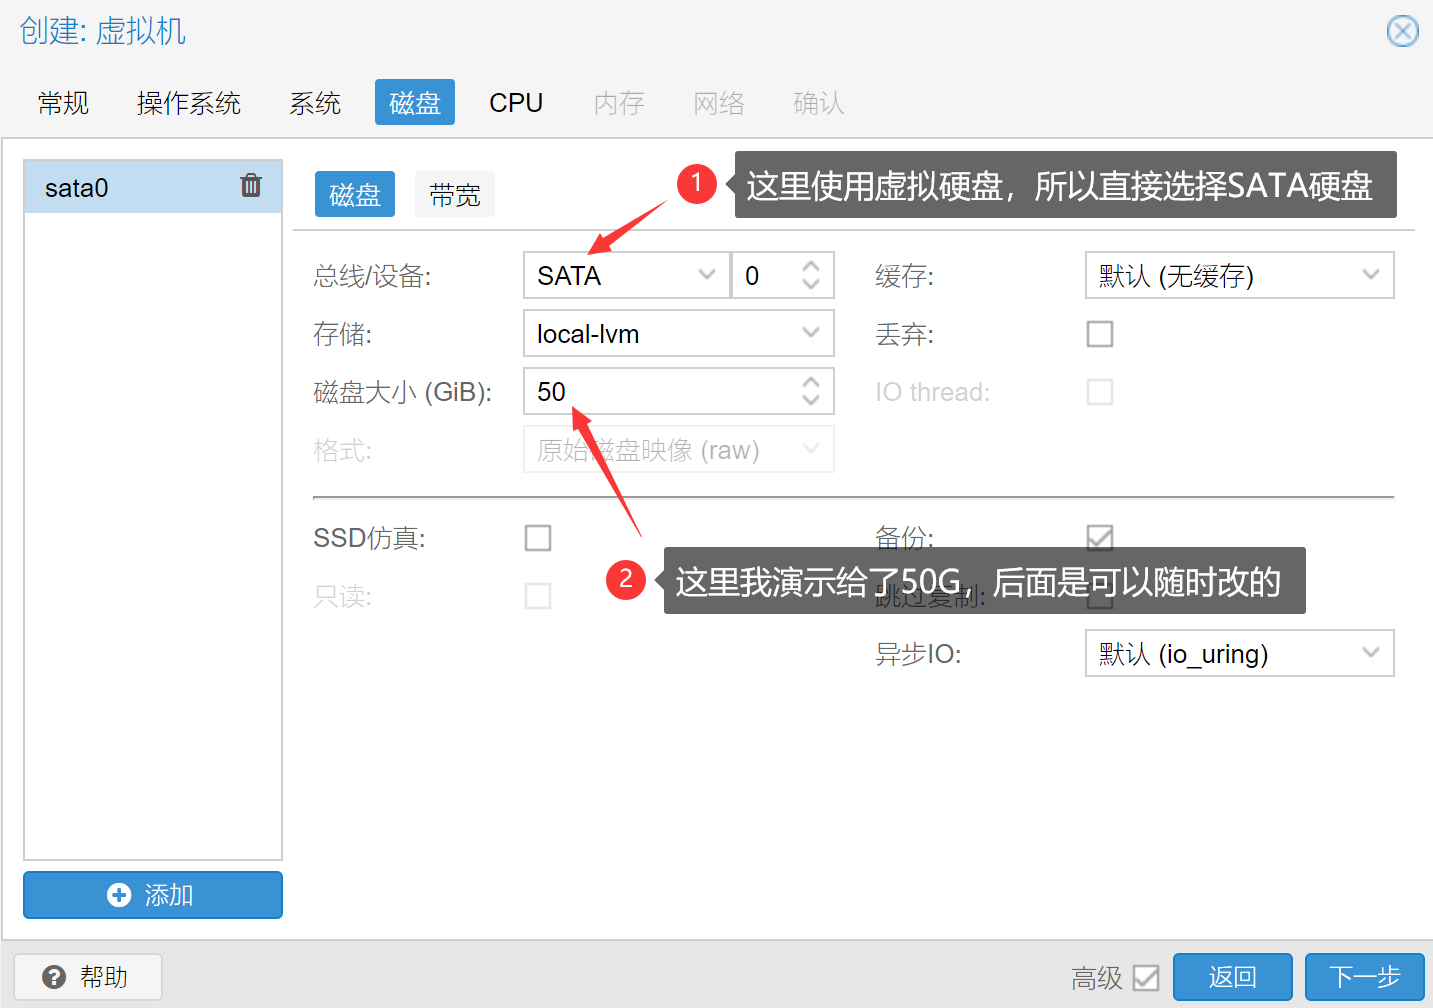 创建: 虚拟机
常规 操作系统 系统 磁盘 CPU 内存 网络 确认
sata0
磁盘 带宽
1 这里使用虚拟硬盘，所以直接选择SATA硬盘
总线/设备: SATA 0 缓存: 默认 (无缓存)
存储: local-lvm 丢弃:
磁盘大小 (GiB): 50 IO thread:
格式: 原始磁盘映像 (raw)
SSD仿真: 备份:
2 这里我演示给了50G，后面是可以随时改的
只读: 跳过复制:
异步IO: 默认 (io_uring)
添加
帮助 高级 返回 下一步